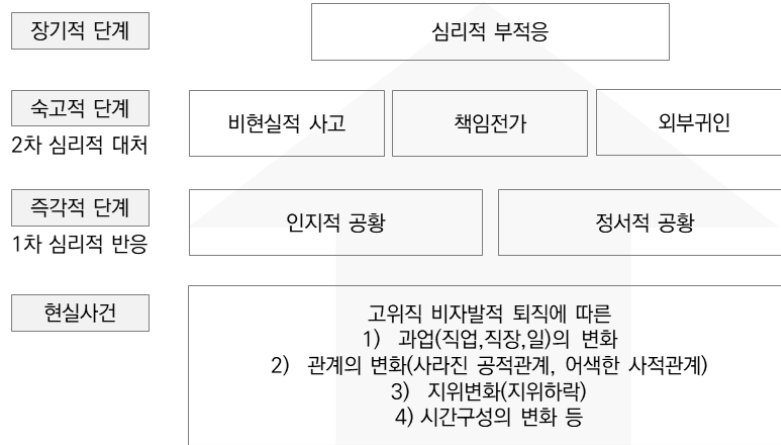 장기적 단계
심리적 부적응
숙고적 단계
2차 심리적 대처
비현실적 사고
책임전가
외부귀인
즉각적 단계
1차 심리적 반응
인지적 공황
정서적 공황
현실사건
고위직 비자발적 퇴직에 따른
1) 과업(직업,직장,일)의 변화
2) 관계의 변화(사라진 공적관계, 어색한 사적관계)
3) 지위변화(지위하락)
4) 시간구성의 변화 등